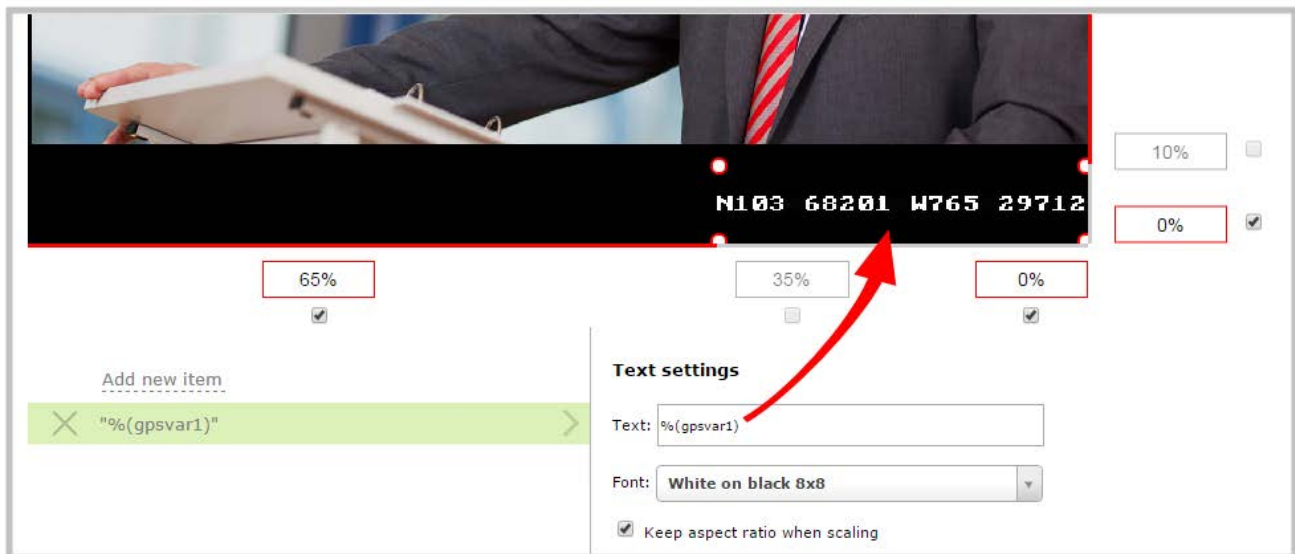 10%
N103 68201 W765 29712
0%
65%
35%
0%
Add new item
"%(gpsvar1)"
Text settings
Text: %(gpsvar1)
Font: White on black 8x8
Keep aspect ratio when scaling